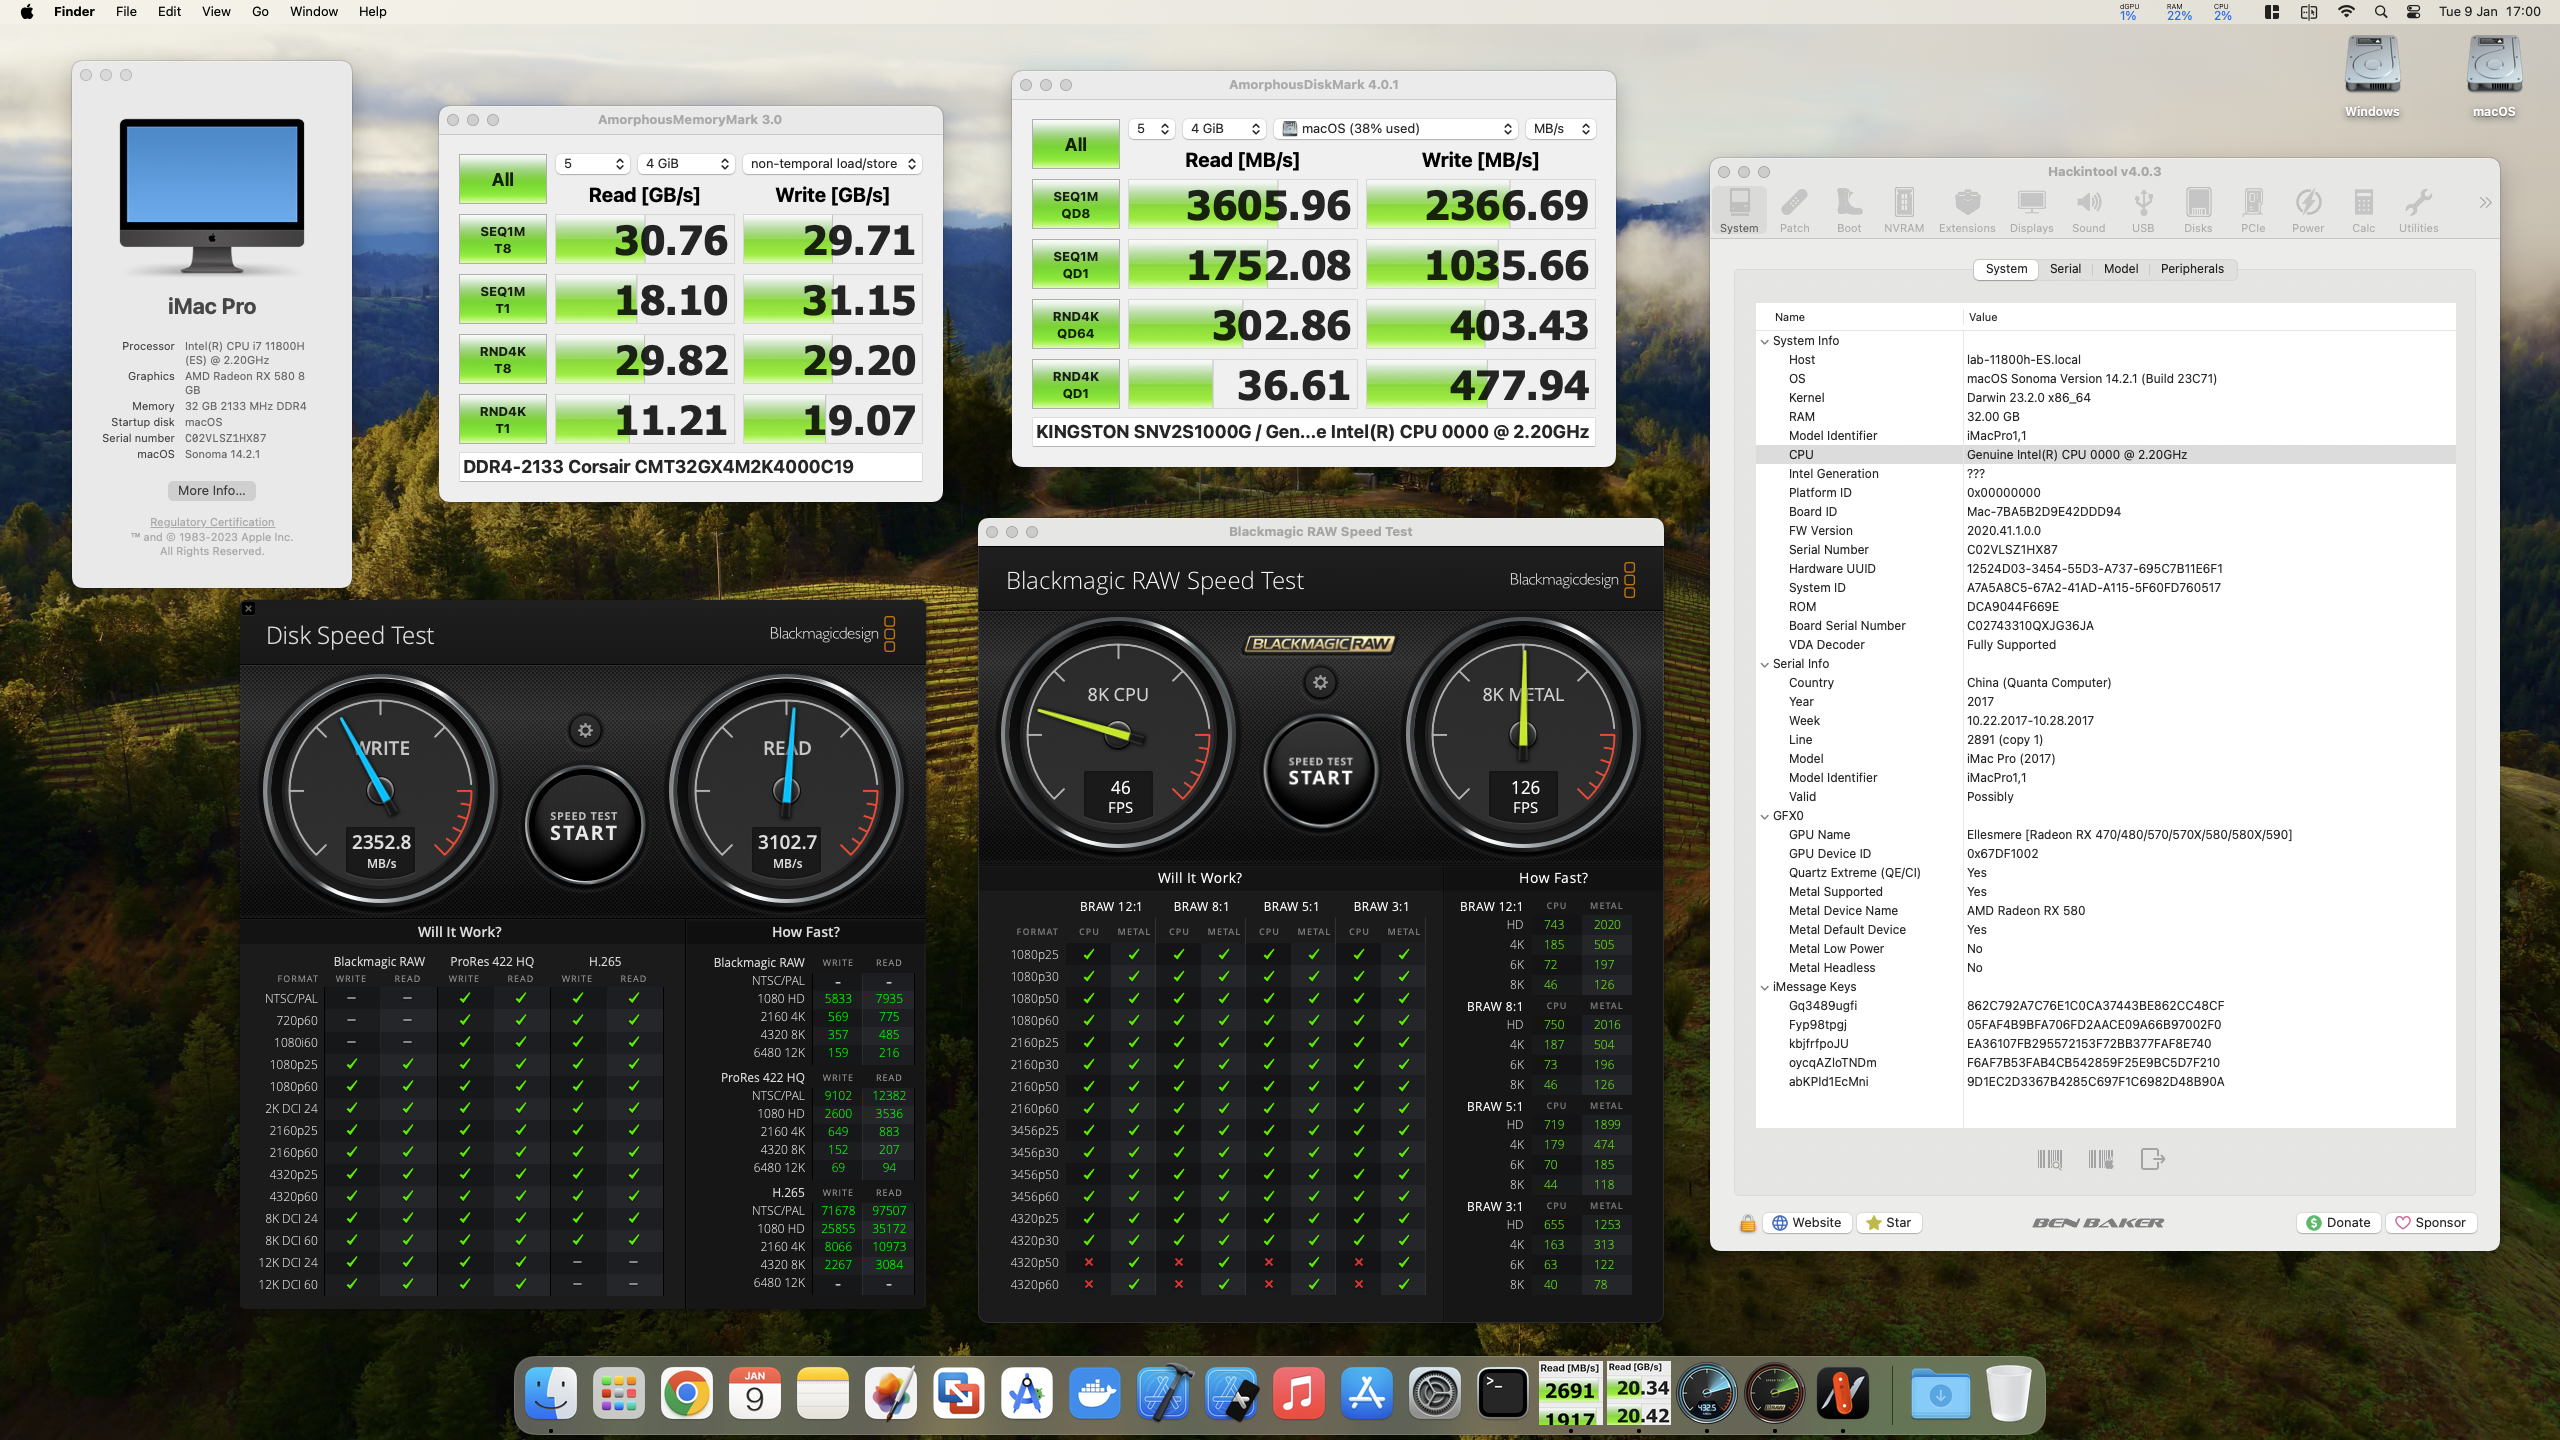 Finder File Edit View Go Window Help
dGPU 1% RAM 22% CPU 2% Tue 9 Jan 17:00
Windows
macOS
iMac Pro
Processor Intel(R) CPU i7 11800H
(ES) @ 2.20GHz
Graphics AMD Radeon RX 580 8
GB
Memory 32 GB 2133 MHz DDR4
Startup disk macOS
Serial number C02VLSZ1HX87
macOS Sonoma 14.2.1
More Info...
Regulatory Certification
™ and © 1983-2023 Apple Inc.
All Rights Reserved.
AmorphousMemoryMark 3.0
All 5 4 GiB non-temporal load/store
Read [GB/s] Write [GB/s]
SEQ1M T8 30.76 29.71
SEQ1M T1 18.10 31.15
RND4K T8 29.82 29.20
RND4K T1 11.21 19.07
DDR4-2133 Corsair CMT32GX4M2K4000C19
AmorphousDiskMark 4.0.1
All 5 4 GiB macOS (38% used) MB/s
Read [MB/s] Write [MB/s]
SEQ1M QD8 3605.96 2366.69
SEQ1M QD1 1752.08 1035.66
RND4K QD64 302.86 403.43
RND4K QD1 36.61 477.94
KINGSTON SNV2S1000G / Gen...e Intel(R) CPU 0000 @ 2.20GHz
Disk Speed Test Blackmagicdesign
WRITE 2352.8 MB/s
SPEED TEST START
READ 3102.7 MB/s
Will It Work?
Blackmagic RAW ProRes 422 HQ H.265
FORMAT WRITE READ WRITE READ WRITE READ
NTSC/PAL – – ✓ ✓ ✓ ✓
720p60 – – ✓ ✓ ✓ ✓
1080i60 – – ✓ ✓ ✓ ✓
1080p25 ✓ ✓ ✓ ✓ ✓ ✓
1080p60 ✓ ✓ ✓ ✓ ✓ ✓
2K DCI 24 ✓ ✓ ✓ ✓ ✓ ✓
2160p25 ✓ ✓ ✓ ✓ ✓ ✓
2160p60 ✓ ✓ ✓ ✓ ✓ ✓
4320p25 ✓ ✓ ✓ ✓ ✓ ✓
4320p60 ✓ ✓ ✓ ✓ ✓ ✓
8K DCI 24 ✓ ✓ ✓ ✓ ✓ ✓
8K DCI 60 ✓ ✓ ✓ ✓ ✓ ✓
12K DCI 24 ✓ ✓ ✓ ✓ – –
12K DCI 60 ✓ ✓ ✓ ✓ – –
How Fast?
Blackmagic RAW WRITE READ
NTSC/PAL - -
1080 HD 5833 7935
2160 4K 569 775
4320 8K 357 485
6480 12K 159 216
ProRes 422 HQ WRITE READ
NTSC/PAL 9102 12382
1080 HD 2600 3536
2160 4K 649 883
4320 8K 152 207
6480 12K 69 94
H.265 WRITE READ
NTSC/PAL 71678 97507
1080 HD 25855 35172
2160 4K 8066 10973
4320 8K 2267 3084
6480 12K - -
Blackmagic RAW Speed Test
Blackmagic RAW Speed Test Blackmagicdesign
BLACKMAGIC RAW
8K CPU 46 FPS
SPEED TEST START
8K METAL 126 FPS
Will It Work?
BRAW 12:1 BRAW 8:1 BRAW 5:1 BRAW 3:1
FORMAT CPU METAL CPU METAL CPU METAL CPU METAL
1080p25 ✓ ✓ ✓ ✓ ✓ ✓ ✓ ✓
1080p30 ✓ ✓ ✓ ✓ ✓ ✓ ✓ ✓
1080p50 ✓ ✓ ✓ ✓ ✓ ✓ ✓ ✓
1080p60 ✓ ✓ ✓ ✓ ✓ ✓ ✓ ✓
2160p25 ✓ ✓ ✓ ✓ ✓ ✓ ✓ ✓
2160p30 ✓ ✓ ✓ ✓ ✓ ✓ ✓ ✓
2160p50 ✓ ✓ ✓ ✓ ✓ ✓ ✓ ✓
2160p60 ✓ ✓ ✓ ✓ ✓ ✓ ✓ ✓
3456p25 ✓ ✓ ✓ ✓ ✓ ✓ ✓ ✓
3456p30 ✓ ✓ ✓ ✓ ✓ ✓ ✓ ✓
3456p50 ✓ ✓ ✓ ✓ ✓ ✓ ✓ ✓
3456p60 ✓ ✓ ✓ ✓ ✓ ✓ ✓ ✓
4320p25 ✓ ✓ ✓ ✓ ✓ ✓ ✓ ✓
4320p30 ✓ ✓ ✓ ✓ ✓ ✓ ✓ ✓
4320p50 × ✓ × ✓ × ✓ × ✓
4320p60 × ✓ × ✓ × ✓ × ✓
How Fast?
BRAW 12:1 CPU METAL
HD 743 2020
4K 185 505
6K 72 197
8K 46 126
BRAW 8:1 CPU METAL
HD 750 2016
4K 187 504
6K 73 196
8K 46 126
BRAW 5:1 CPU METAL
HD 719 1899
4K 179 474
6K 70 185
8K 44 118
BRAW 3:1 CPU METAL
HD 655 1253
4K 163 313
6K 63 122
8K 40 78
Hackintool v4.0.3
System Patch Boot NVRAM Extensions Displays Sound USB Disks PCIe Power Calc Utilities
System Serial Model Peripherals
Name Value
System Info
Host lab-11800h-ES.local
OS macOS Sonoma Version 14.2.1 (Build 23C71)
Kernel Darwin 23.2.0 x86_64
RAM 32.00 GB
Model Identifier iMacPro1,1
CPU Genuine Intel(R) CPU 0000 @ 2.20GHz
Intel Generation ???
Platform ID 0x00000000
Board ID Mac-7BA5B2D9E42DDD94
FW Version 2020.41.1.0.0
Serial Number C02VLSZ1HX87
Hardware UUID 12524D03-3454-55D3-A737-695C7B11E6F1
System ID A7A5A8C5-67A2-41AD-A115-5F60FD760517
ROM DCA9044F669E
Board Serial Number C02743310QXJG36JA
VDA Decoder Fully Supported
Serial Info
Country China (Quanta Computer)
Year 2017
Week 10.22.2017-10.28.2017
Line 2891 (copy 1)
Model iMac Pro (2017)
Model Identifier iMacPro1,1
Valid Possibly
GFX0
GPU Name Ellesmere [Radeon RX 470/480/570/570X/580/580X/590]
GPU Device ID 0x67DF1002
Quartz Extreme (QE/CI) Yes
Metal Supported Yes
Metal Device Name AMD Radeon RX 580
Metal Default Device Yes
Metal Low Power No
Metal Headless No
iMessage Keys
Gq3489ugfi 862C792A7C76E1C0CA37443BE862CC48CF
Fyp98tpgj 05FAF4B9BFA706FD2AACE09A66B97002F0
kbjfrfpoJU EA36107FB295572153F72BB377FAF8E740
oycqAZloTNDm F6AF7B53FAB4CB542859F25E9BC5D7F210
abKPld1EcMni 9D1EC2D3367B4285C697F1C6982D48B90A
Website Star BEN BAKER Donate Sponsor
JAN 9
Read [MB/s] 2691 1917
Read [GB/s] 20.34 20.42
432.5